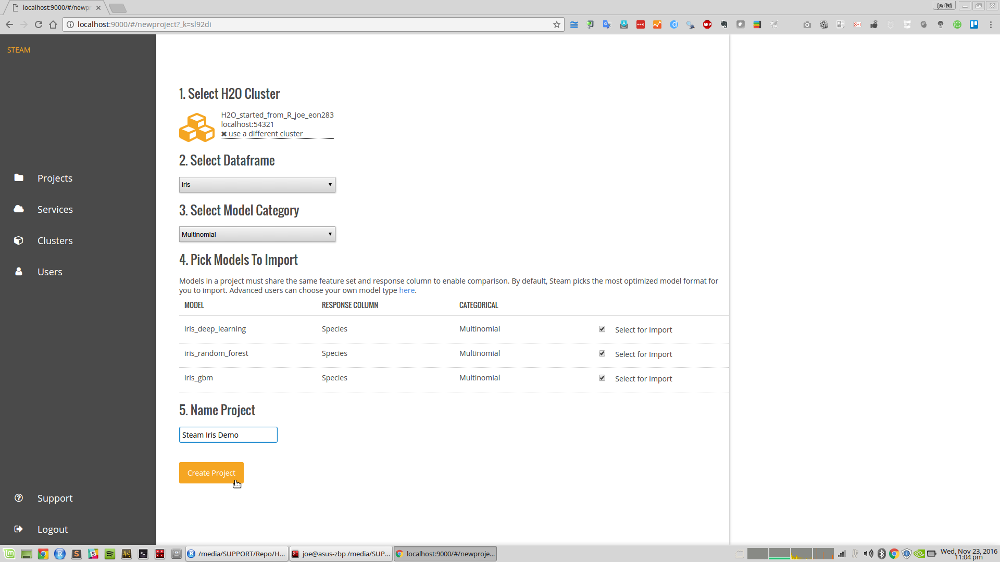 localhost:9000/#/newpr
Jo-fai
localhost:9000/#/newproject?_k=sl92di
STEAM
Projects
Services
Clusters
Users
Support
Logout
1. Select H2O Cluster
H2O_started_from_R_joe_eon283
localhost:54321
✖ use a different cluster
2. Select Dataframe
iris
3. Select Model Category
Multinomial
4. Pick Models To Import
Models in a project must share the same feature set and response column to enable comparison. By default, Steam picks the most optimized model format for
you to import. Advanced users can choose your own model type here.
MODEL RESPONSE COLUMN CATEGORICAL
iris_deep_learning Species Multinomial Select for Import
iris_random_forest Species Multinomial Select for Import
iris_gbm Species Multinomial Select for Import
5. Name Project
Steam Iris Demo
Create Project
/media/SUPPORT/Repo/H...
joe@asus-zbp /media/SUP...
localhost:9000/#/newproje...
Wed, Nov 23, 2016
11:04 pm